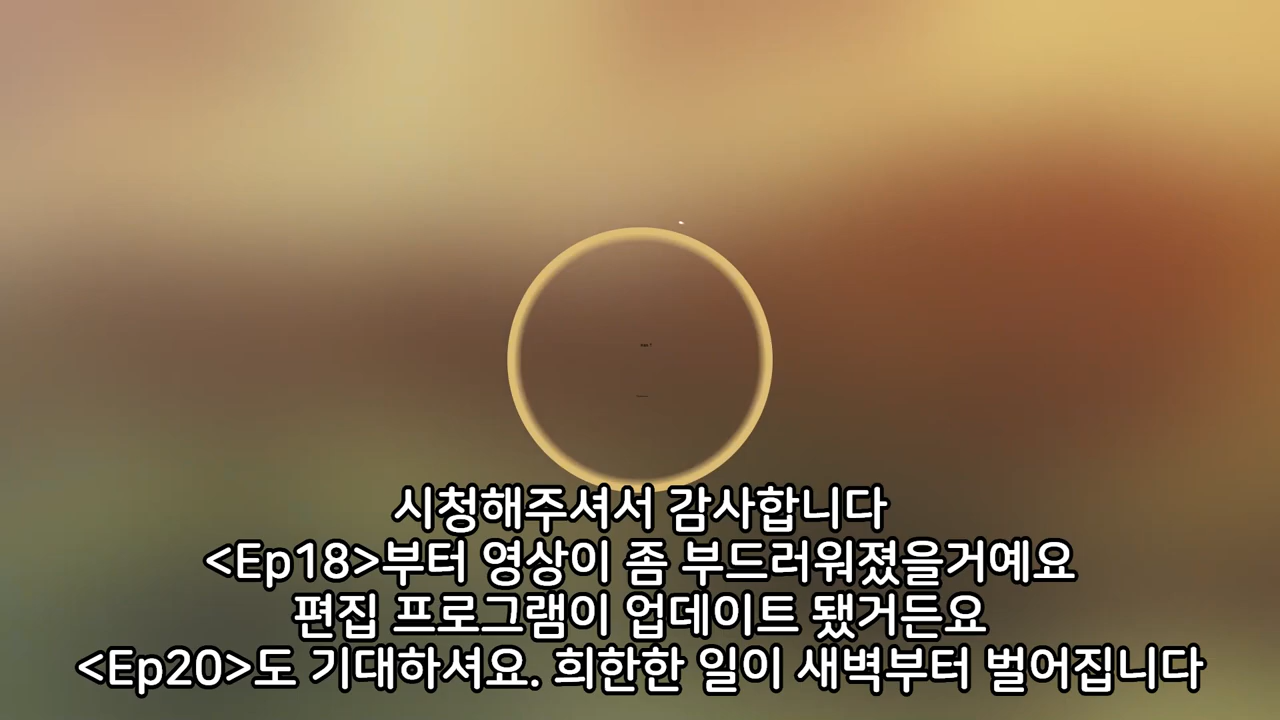 시청해주셔서 감사합니다
<Ep18>부터 영상이 좀 부드러워졌을거예요
편집 프로그램이 업데이트 됐거든요
<Ep20>도 기대하셔요. 희한한 일이 새벽부터 벌어집니다